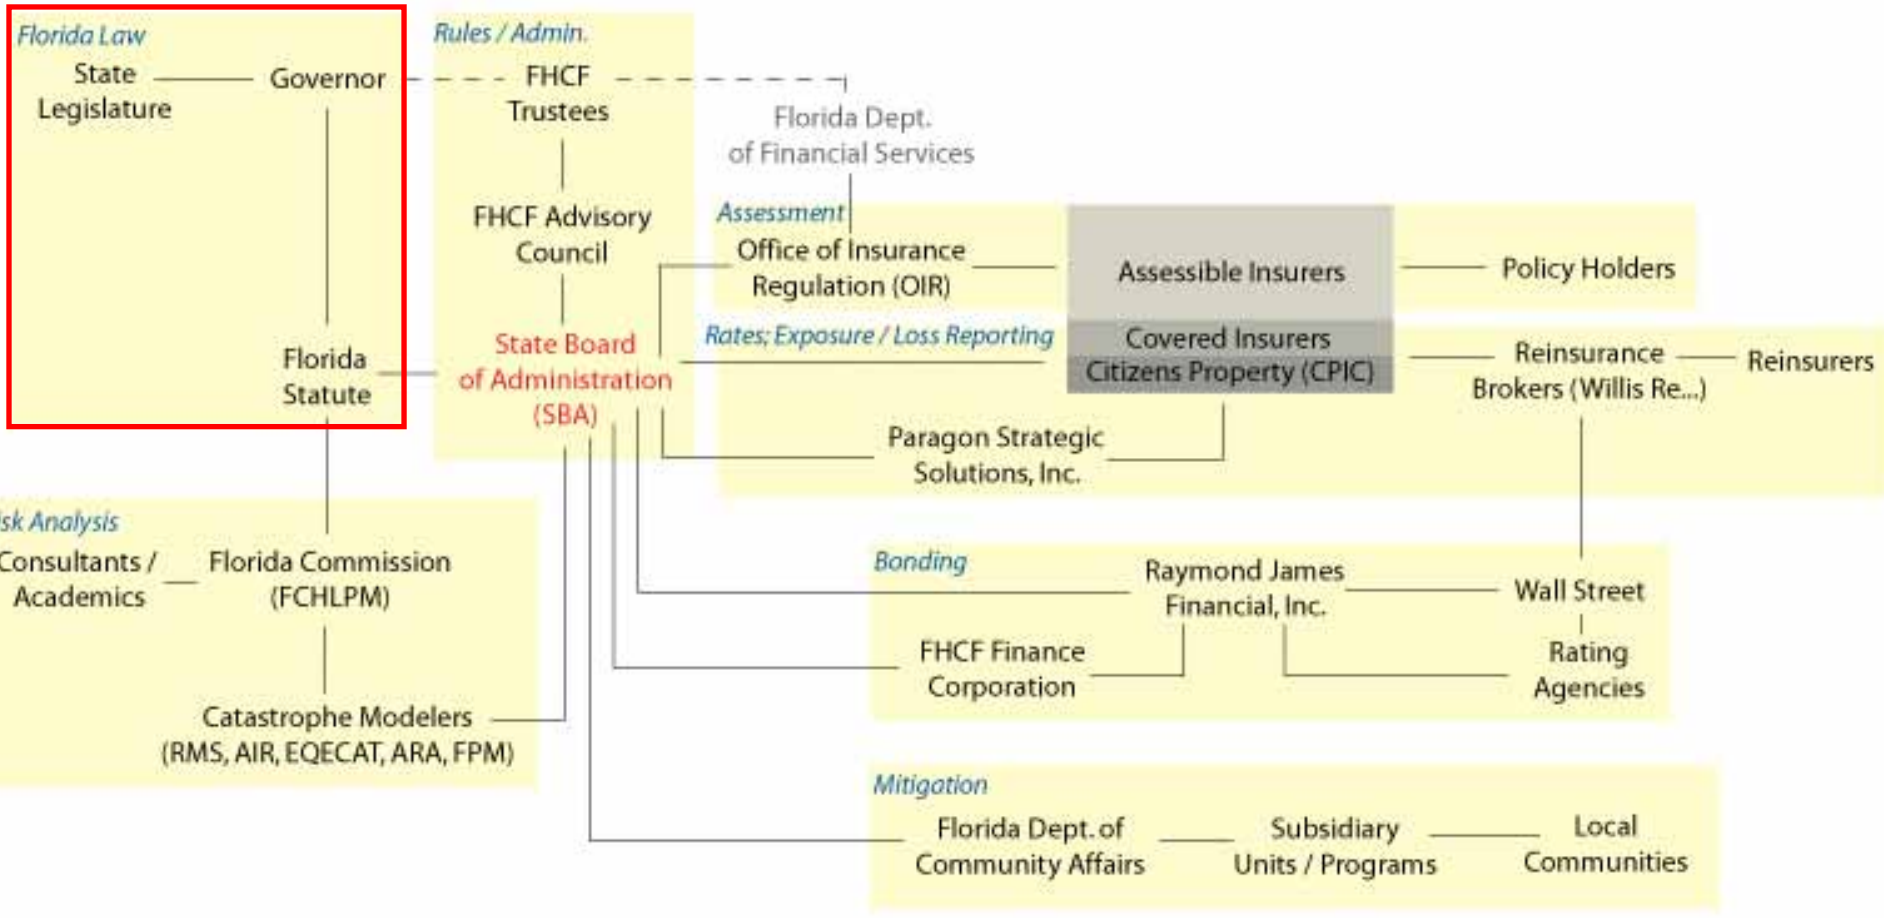 Florida Law
State
Legislature
Governor
Florida
Statute
Rules / Admin.
FHCF
Trustees
FHCF Advisory
Council
State Board
of Administration
(SBA)
Florida Dept.
of Financial Services
Assessment
Office of Insurance
Regulation (OIR)
Assessible Insurers
Policy Holders
Rates; Exposure / Loss Reporting
Covered Insurers
Citizens Property (CPIC)
Reinsurance
Brokers (Willis Re...)
Reinsurers
Paragon Strategic
Solutions, Inc.
isk Analysis
Consultants /
Academics
Florida Commission
(FCHLPM)
Catastrophe Modelers
(RMS, AIR, EQECAT, ARA, FPM)
Bonding
Raymond James
Financial, Inc.
Wall Street
FHCF Finance
Corporation
Rating
Agencies
Mitigation
Florida Dept. of
Community Affairs
Subsidiary
Units / Programs
Local
Communities